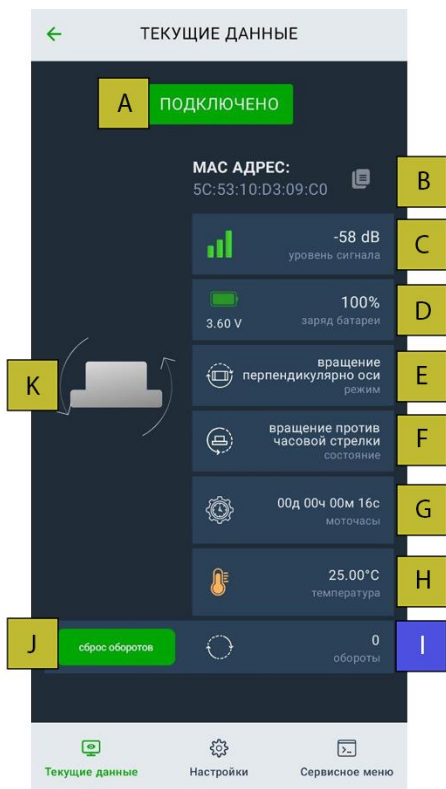 ТЕКУЩИЕ ДАННЫЕ
A
ПОДКЛЮЧЕНО
MAC АДРЕС:
5C:53:10:D3:09:C0
B
-58 dB
уровень сигнала
C
100%
3.60 V
заряд батареи
D
вращение
перпендикулярно оси
режим
E
K
вращение против
часовой стрелки
состояние
F
00д 00ч 00м 16с
моточасы
G
25.00°C
температура
H
J
сброс оборотов
0
обороты
I
Текущие данные
Настройки
Сервисное меню